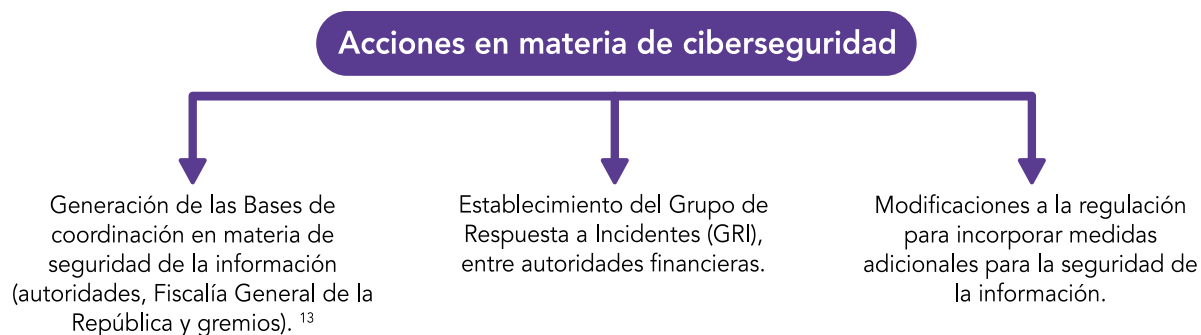 Acciones en materia de ciberseguridad
Generación de las Bases de
coordinación en materia de
seguridad de la información
(autoridades, Fiscalía General de la
República y gremios). 13
Establecimiento del Grupo de
Respuesta a Incidentes (GRI),
entre autoridades financieras.
Modificaciones a la regulación
para incorporar medidas
adicionales para la seguridad de
la información.